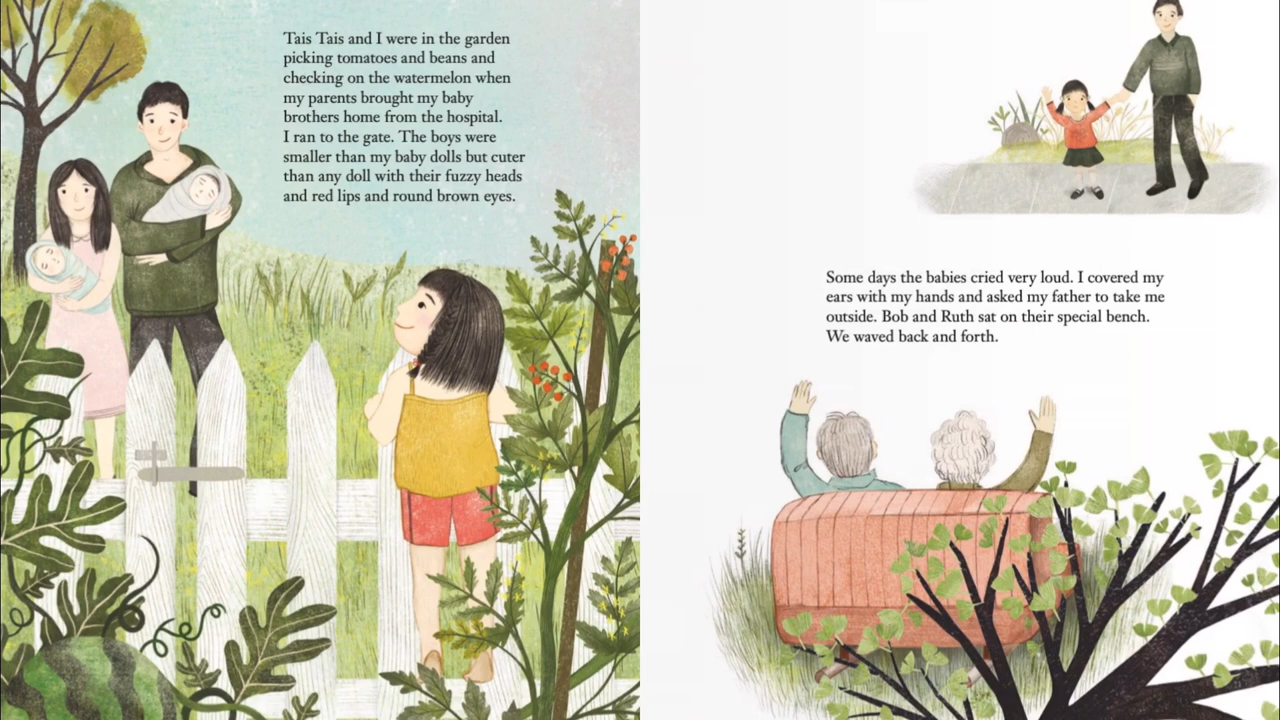 Tais Tais and I were in the garden
picking tomatoes and beans and
checking on the watermelon when
my parents brought my baby
brothers home from the hospital.
I ran to the gate. The boys were
smaller than my baby dolls but cuter
than any doll with their fuzzy heads
and red lips and round brown eyes.
Some days the babies cried very loud. I covered my
ears with my hands and asked my father to take me
outside. Bob and Ruth sat on their special bench.
We waved back and forth.